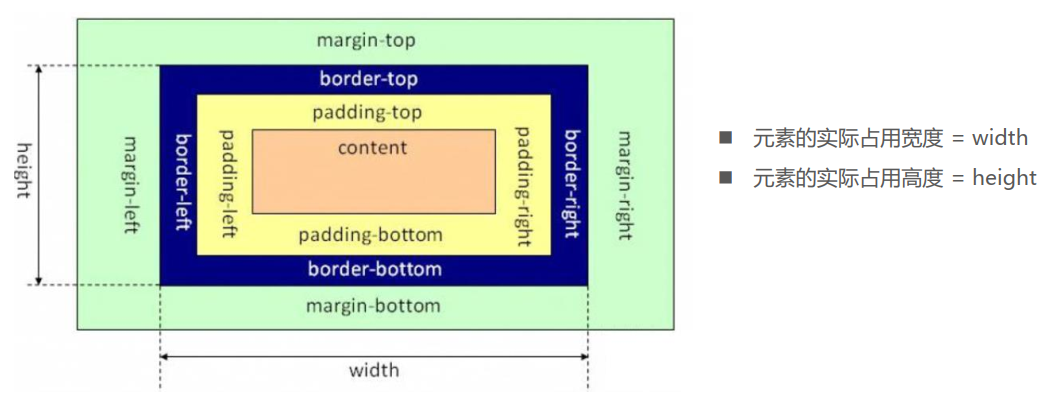 margin-top
border-top
padding-top
content
height
margin-left
border-left
padding-left
padding-right
border-right
margin-right
padding-bottom
border-bottom
margin-bottom
width
■ 元素的实际占用宽度 = width
■ 元素的实际占用高度 = height